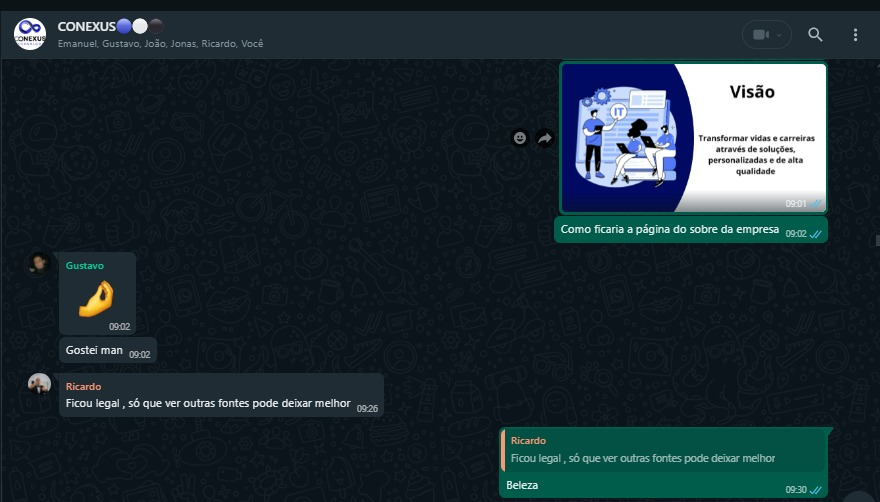 CONEXUS
CONEXUS🔵⚪⚫
Emanuel, Gustavo, João, Jonas, Ricardo, Você
IT
Visão
Transformar vidas e carreiras
através de soluções,
personalizadas e de alta
qualidade
09:01
Como ficaria a página do sobre da empresa 09:02
Gustavo
09:02
Gostei man 09:02
Ricardo
Ficou legal , só que ver outras fontes pode deixar melhor 09:26
Ricardo
Ficou legal , só que ver outras fontes pode deixar melhor
Beleza 09:30